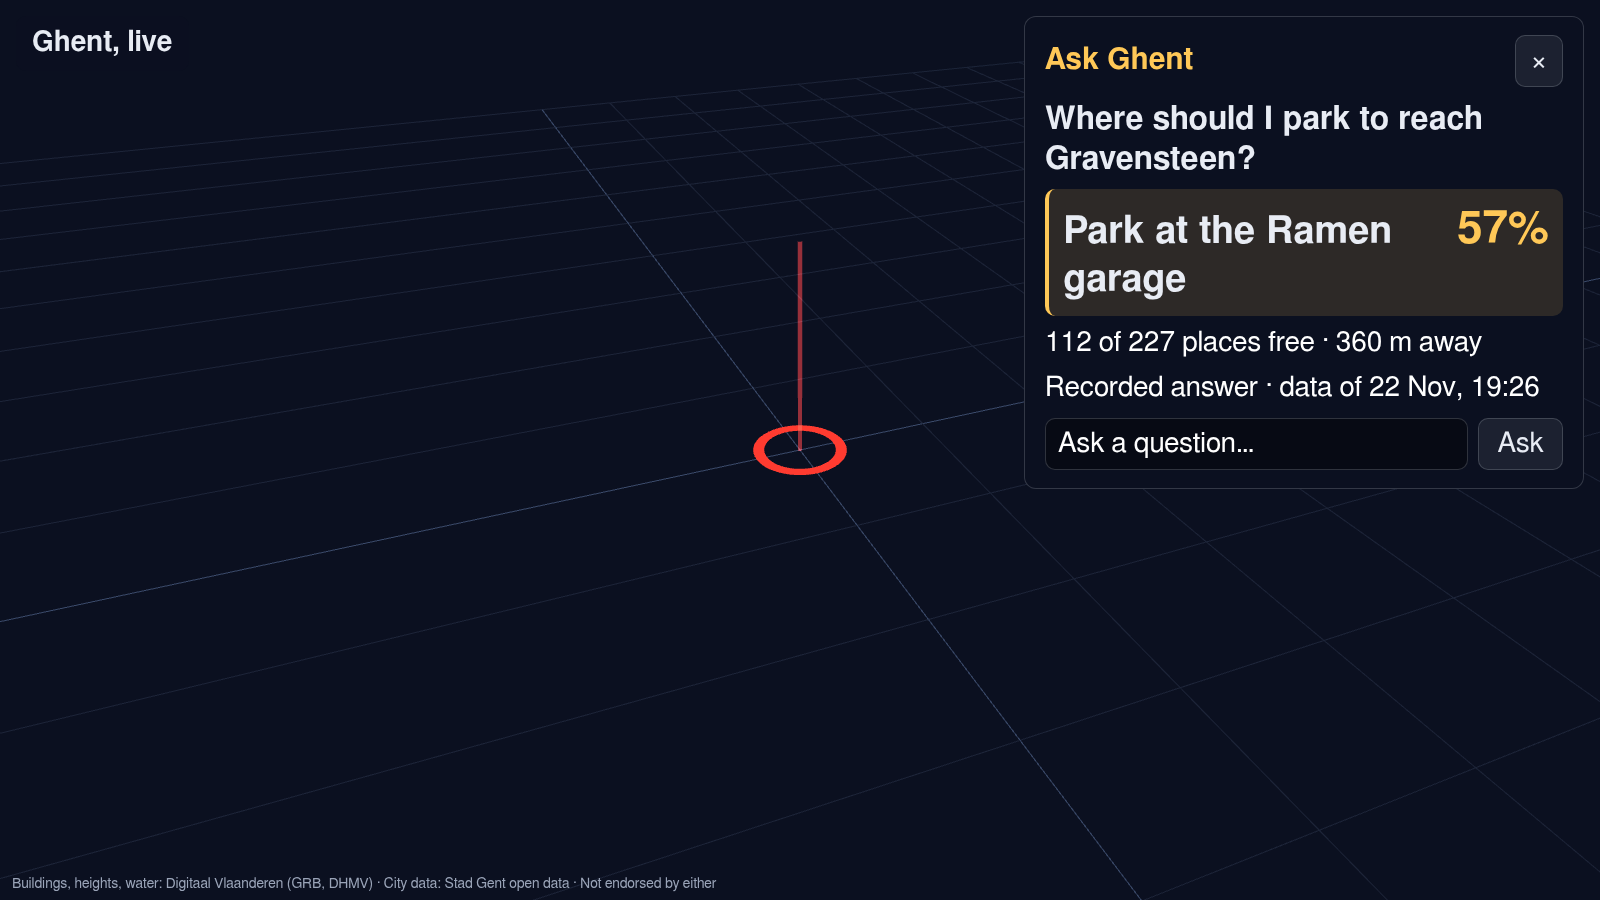 Ghent, live
Ask Ghent
×
Where should I park to reach
Gravensteen?
Park at the Ramen
garage
57%
112 of 227 places free · 360 m away
Recorded answer · data of 22 Nov, 19:26
Ask a question...
Ask
Buildings, heights, water: Digitaal Vlaanderen (GRB, DHMV) · City data: Stad Gent open data · Not endorsed by either